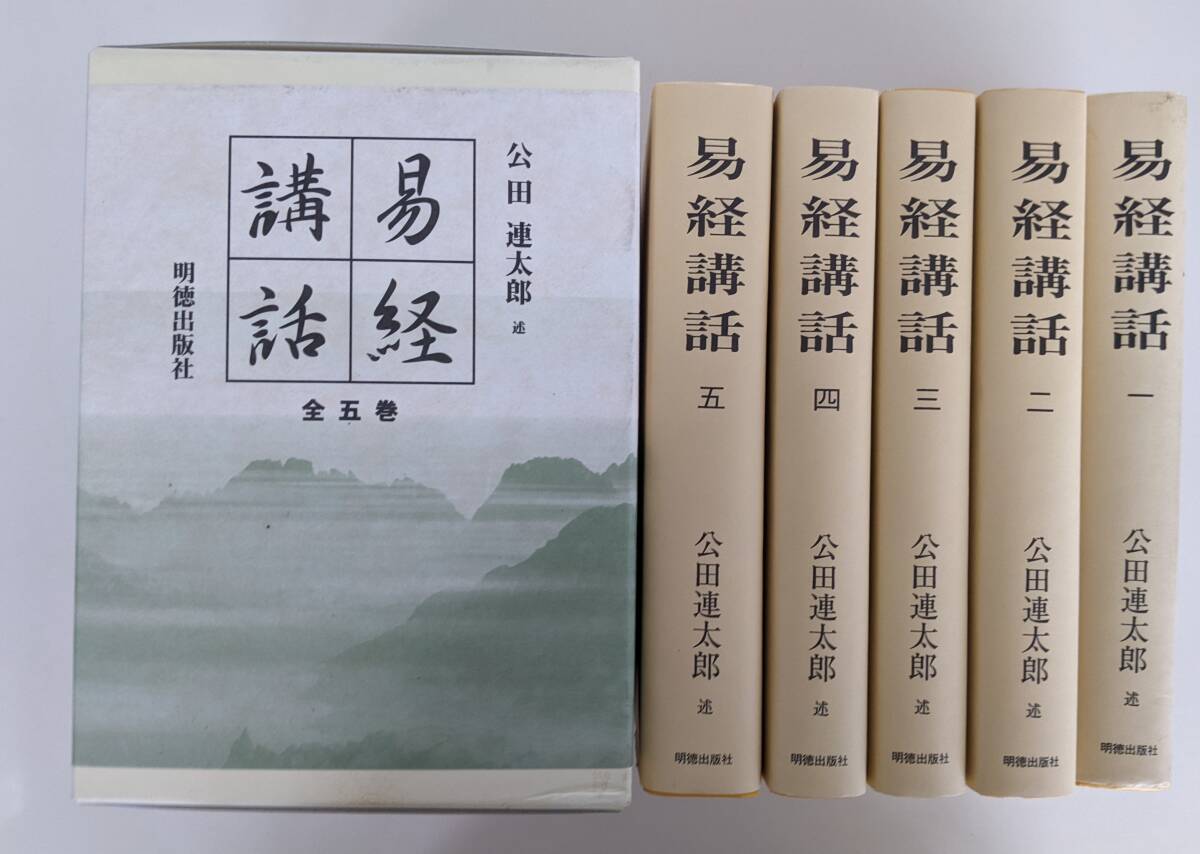 公田連太郎 述
易経
講話
全五巻
明徳出版社
易経講話 五 公田連太郎 述 明徳出版社
易経講話 四 公田連太郎 述 明徳出版社
易経講話 三 公田連太郎 述 明徳出版社
易経講話 二 公田連太郎 述 明徳出版社
易経講話 一 公田連太郎 述 明徳出版社